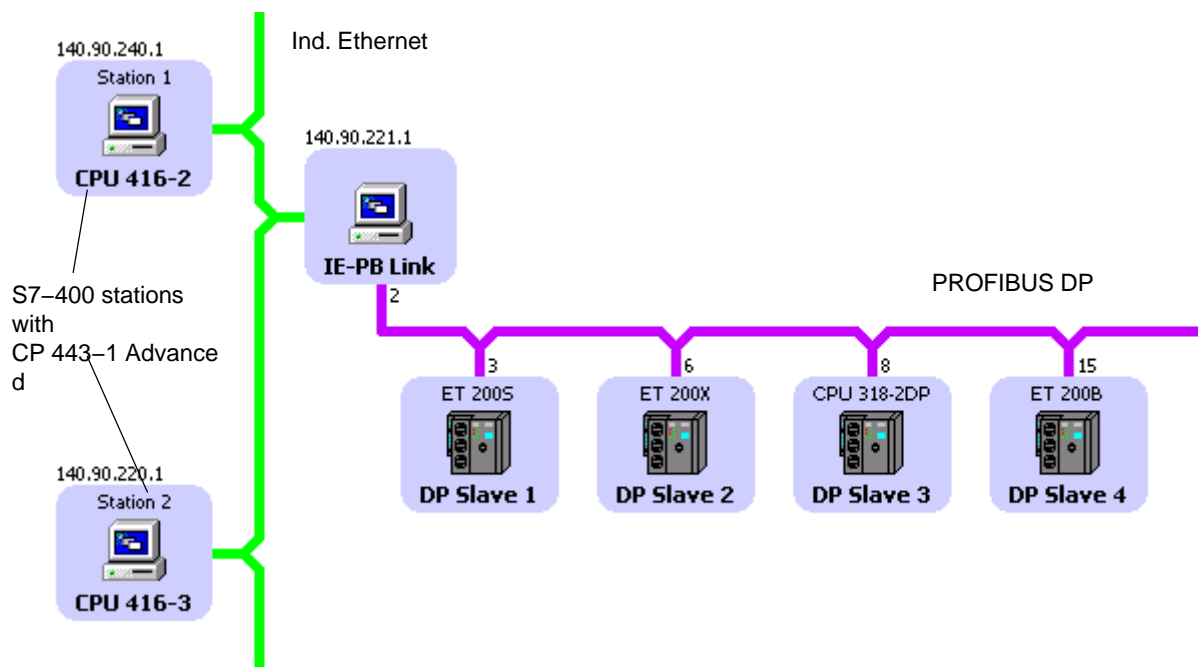 Ind. Ethernet
140.90.240.1
Station 1
CPU 416-2
140.90.221.1
IE-PB Link
2
S7–400 stations
with
CP 443–1 Advance
d
PROFIBUS DP
3
ET 200S
DP Slave 1
6
ET 200X
DP Slave 2
8
CPU 318-2DP
DP Slave 3
15
ET 200B
DP Slave 4
140.90.220.1
Station 2
CPU 416-3